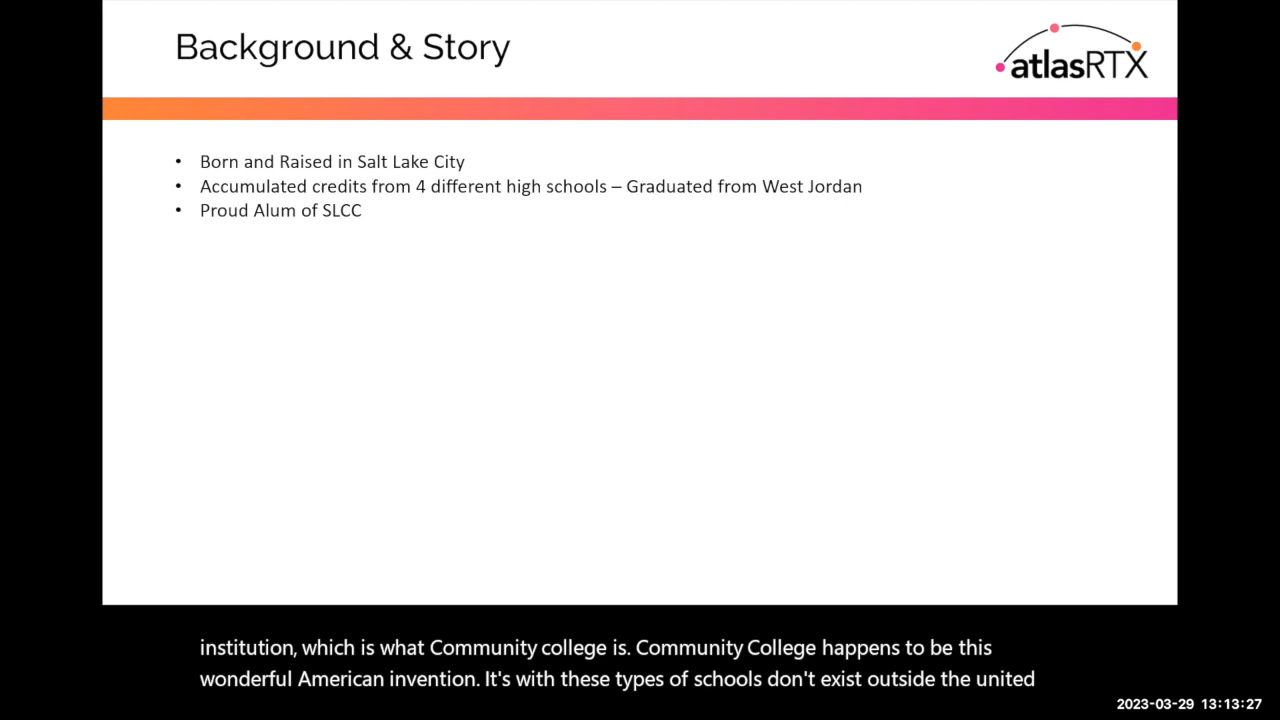 Background & Story
atlasRTX
• Born and Raised in Salt Lake City
• Accumulated credits from 4 different high schools – Graduated from West Jordan
• Proud Alum of SLCC
institution, which is what Community college is. Community College happens to be this
wonderful American invention. It's with these types of schools don't exist outside the united
2023-03-29 13:13:27